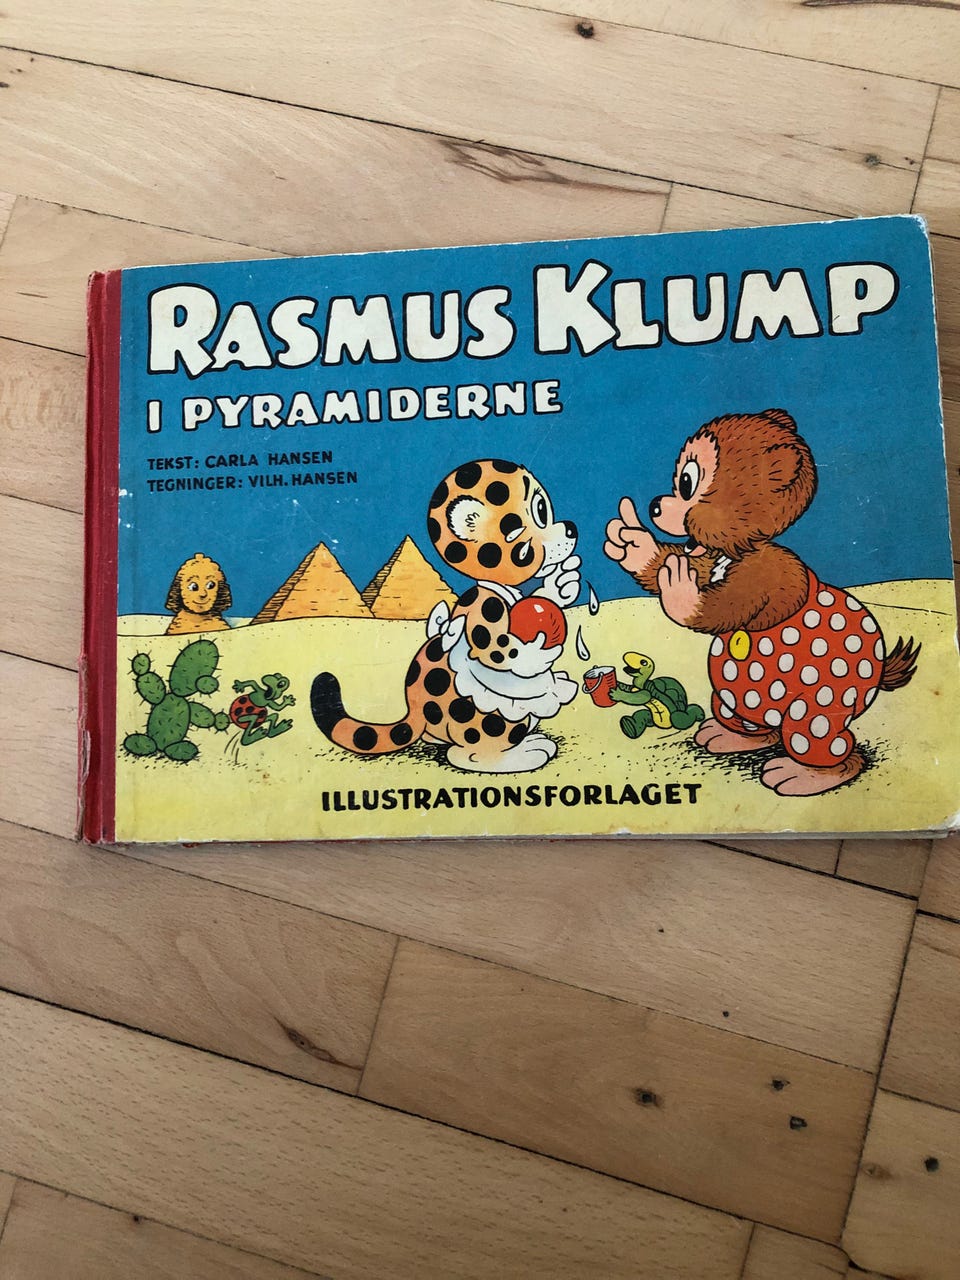 RASMUS KLUMP
I PYRAMIDERNE
TEKST: CARLA HANSEN
TEGNINGER: VILH. HANSEN
ILLUSTRATIONSFORLAGET